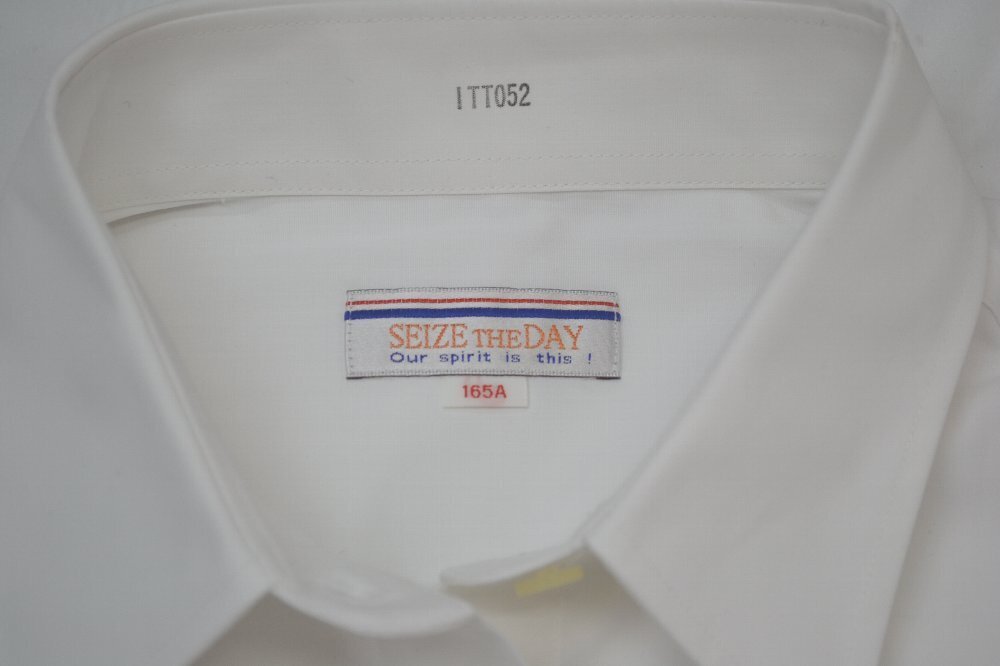 ITT052
SEIZE THE DAY
Our spirit is this !
165A